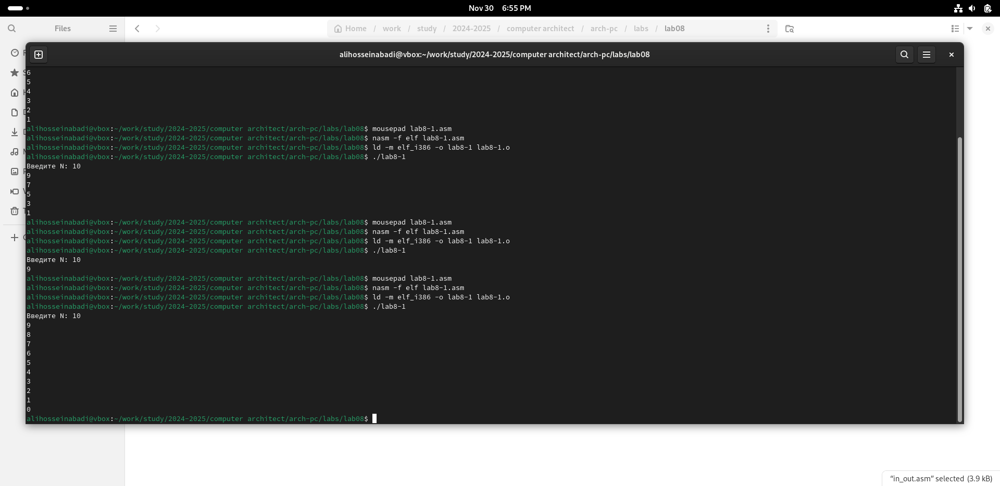 Nov 30 6:55 PM
Files
Home / work / study / 2024-2025 / computer architect / arch-pc / labs / lab08
alihosseinabadi@vbox:~/work/study/2024-2025/computer architect/arch-pc/labs/lab08
6
5
4
3
2
1
alihosseinabadi@vbox:~/work/study/2024-2025/computer architect/arch-pc/labs/lab08$ mousepad lab8-1.asm
alihosseinabadi@vbox:~/work/study/2024-2025/computer architect/arch-pc/labs/lab08$ nasm -f elf lab8-1.asm
alihosseinabadi@vbox:~/work/study/2024-2025/computer architect/arch-pc/labs/lab08$ ld -m elf_i386 -o lab8-1 lab8-1.o
alihosseinabadi@vbox:~/work/study/2024-2025/computer architect/arch-pc/labs/lab08$ ./lab8-1
Введите N: 10
9
7
5
3
1
alihosseinabadi@vbox:~/work/study/2024-2025/computer architect/arch-pc/labs/lab08$ mousepad lab8-1.asm
alihosseinabadi@vbox:~/work/study/2024-2025/computer architect/arch-pc/labs/lab08$ nasm -f elf lab8-1.asm
alihosseinabadi@vbox:~/work/study/2024-2025/computer architect/arch-pc/labs/lab08$ ld -m elf_i386 -o lab8-1 lab8-1.o
alihosseinabadi@vbox:~/work/study/2024-2025/computer architect/arch-pc/labs/lab08$ ./lab8-1
Введите N: 10
9
alihosseinabadi@vbox:~/work/study/2024-2025/computer architect/arch-pc/labs/lab08$ mousepad lab8-1.asm
alihosseinabadi@vbox:~/work/study/2024-2025/computer architect/arch-pc/labs/lab08$ nasm -f elf lab8-1.asm
alihosseinabadi@vbox:~/work/study/2024-2025/computer architect/arch-pc/labs/lab08$ ld -m elf_i386 -o lab8-1 lab8-1.o
alihosseinabadi@vbox:~/work/study/2024-2025/computer architect/arch-pc/labs/lab08$ ./lab8-1
Введите N: 10
9
8
7
6
5
4
3
2
1
0
alihosseinabadi@vbox:~/work/study/2024-2025/computer architect/arch-pc/labs/lab08$
“in_out.asm” selected (3.9 kB)